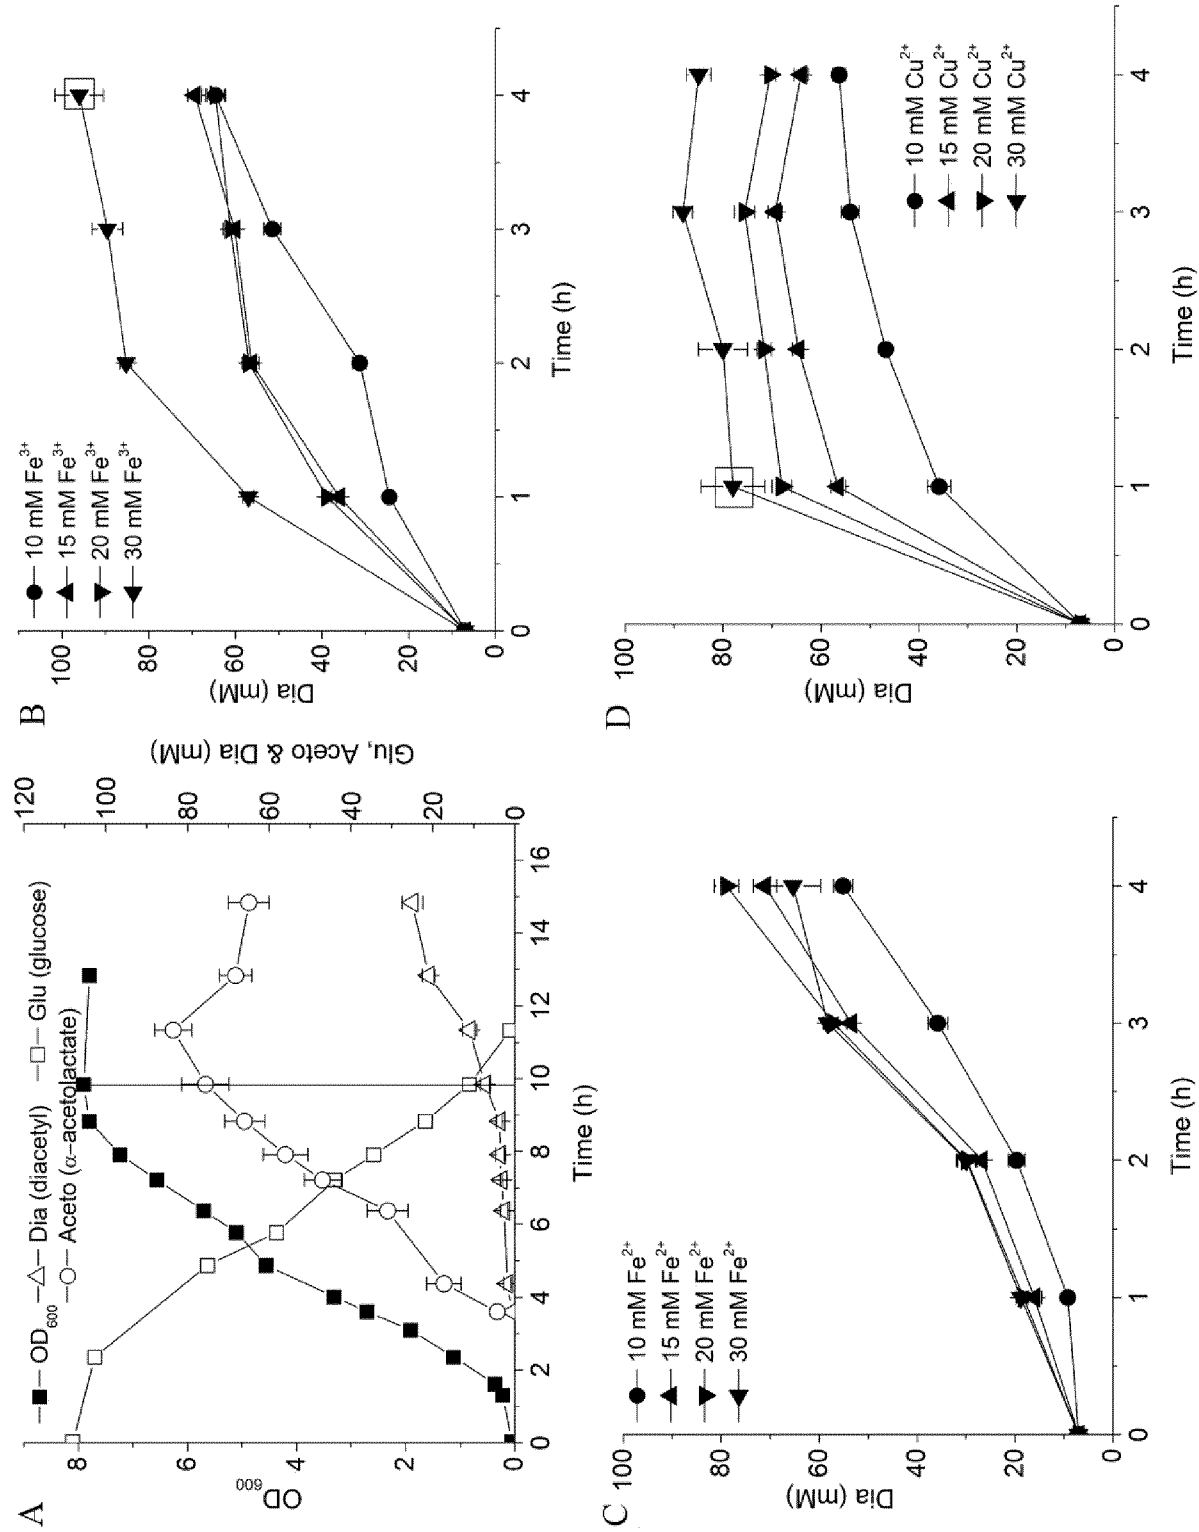 A
■ OD600 △ Dia (diacetyl) □ Glu (glucose)
○ Aceto (α−acetolactate)
OD600
8
6
4
2
0
0 2 4 6 8 10 12 14 16
Time (h)
120
100
80
60
40
20
0
Glu, Aceto & Dia (mM)
B
10 mM Fe3+
15 mM Fe3+
20 mM Fe3+
30 mM Fe3+
Dia (mM)
100
80
60
40
20
0
0 1 2 3 4
Time (h)
C
10 mM Fe2+
15 mM Fe2+
20 mM Fe2+
30 mM Fe2+
Dia (mM)
100
80
60
40
20
0
0 1 2 3 4
Time (h)
D
10 mM Cu2+
15 mM Cu2+
20 mM Cu2+
30 mM Cu2+
Dia (mM)
100
80
60
40
20
0
0 1 2 3 4
Time (h)